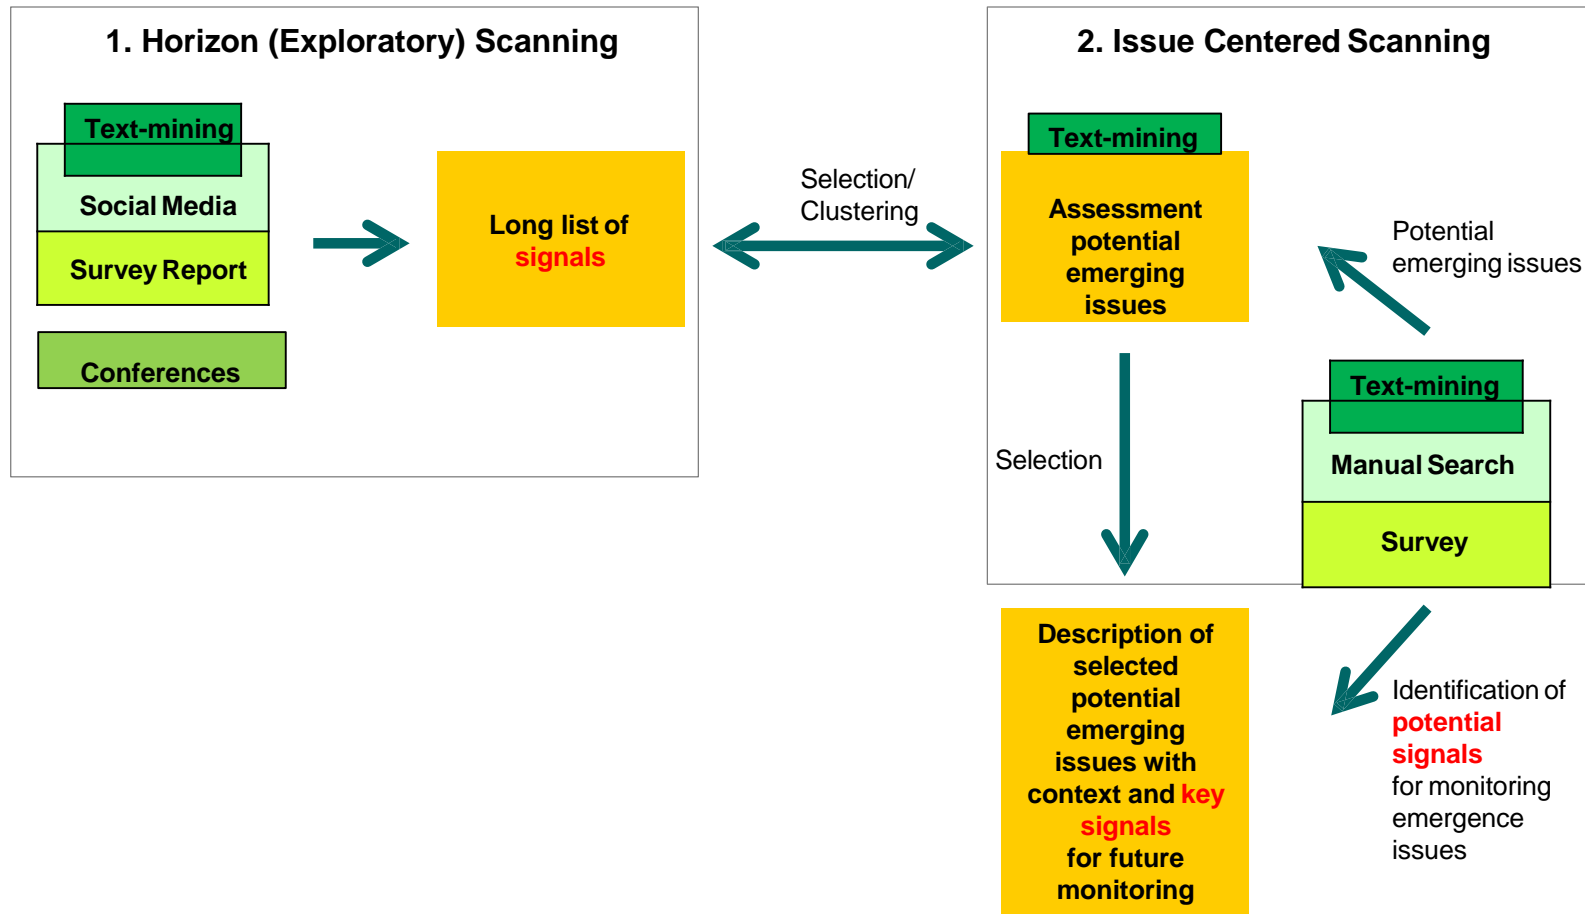 1. Horizon (Exploratory) Scanning
Text-mining
Social Media
Survey Report
Conferences
Long list of
signals
Selection/
Clustering
2. Issue Centered Scanning
Text-mining
Assessment
potential
emerging
issues
Potential
emerging issues
Text-mining
Manual Search
Survey
Selection
Description of
selected
potential
emerging
issues with
context and key
signals
for future
monitoring
Identification of
potential
signals
for monitoring
emergence
issues